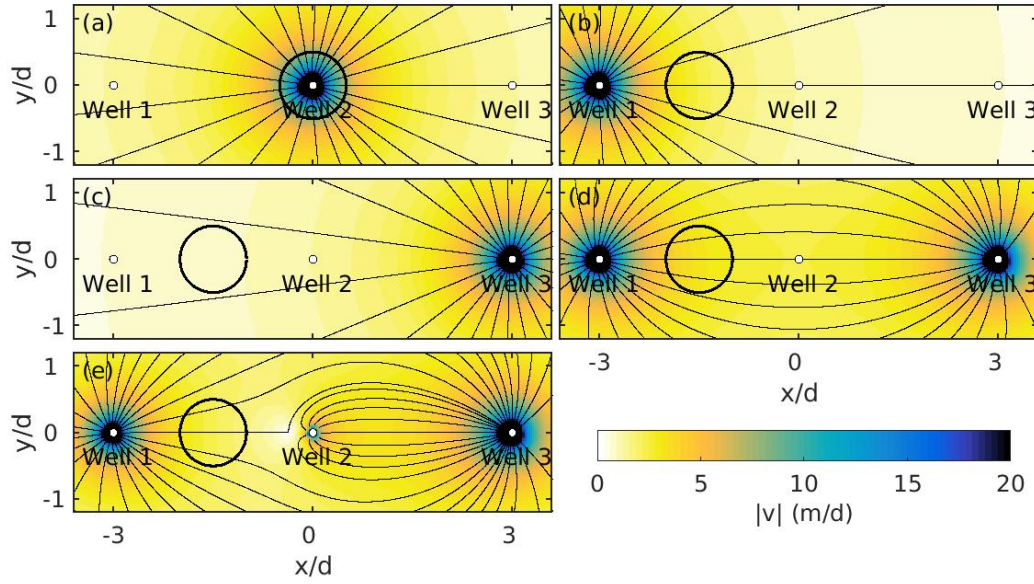 (a)
(b)
1
0
-1
y/d
Well 1
Well 2
Well 3
Well 1
Well 2
Well 3
(c)
(d)
1
0
-1
y/d
Well 1
Well 2
Well 3
Well 1
Well 2
Well 3
-3
0
3
x/d
(e)
1
0
-1
y/d
Well 1
Well 2
Well 3
-3
0
3
x/d
0
5
10
15
20
|v| (m/d)